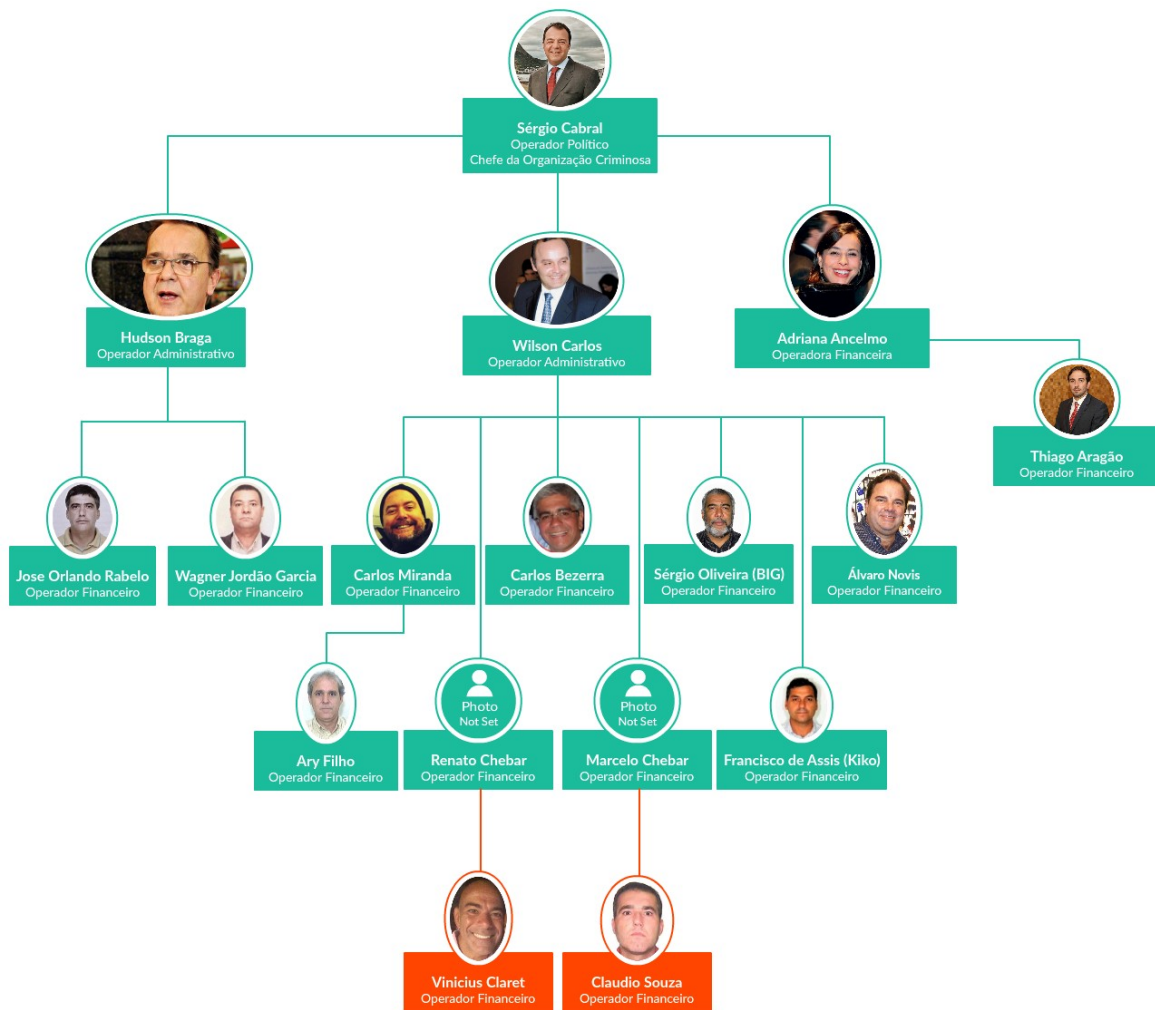 Sérgio Cabral
Operador Político
Chefe da Organização Criminosa
Hudson Braga
Operador Administrativo
Wilson Carlos
Operador Administrativo
Adriana Ancelmo
Operadora Financeira
Thiago Aragão
Operador Financeiro
Jose Orlando Rabelo
Operador Financeiro
Wagner Jordão Garcia
Operador Financeiro
Carlos Miranda
Operador Financeiro
Carlos Bezerra
Operador Financeiro
Sérgio Oliveira (BIG)
Operador Financeiro
Álvaro Novis
Operador Financeiro
Ary Filho
Operador Financeiro
Photo
Not Set
Renato Chebar
Operador Financeiro
Photo
Not Set
Marcelo Chebar
Operador Financeiro
Francisco de Assis (Kiko)
Operador Financeiro
Vinicius Claret
Operador Financeiro
Claudio Souza
Operador Financeiro